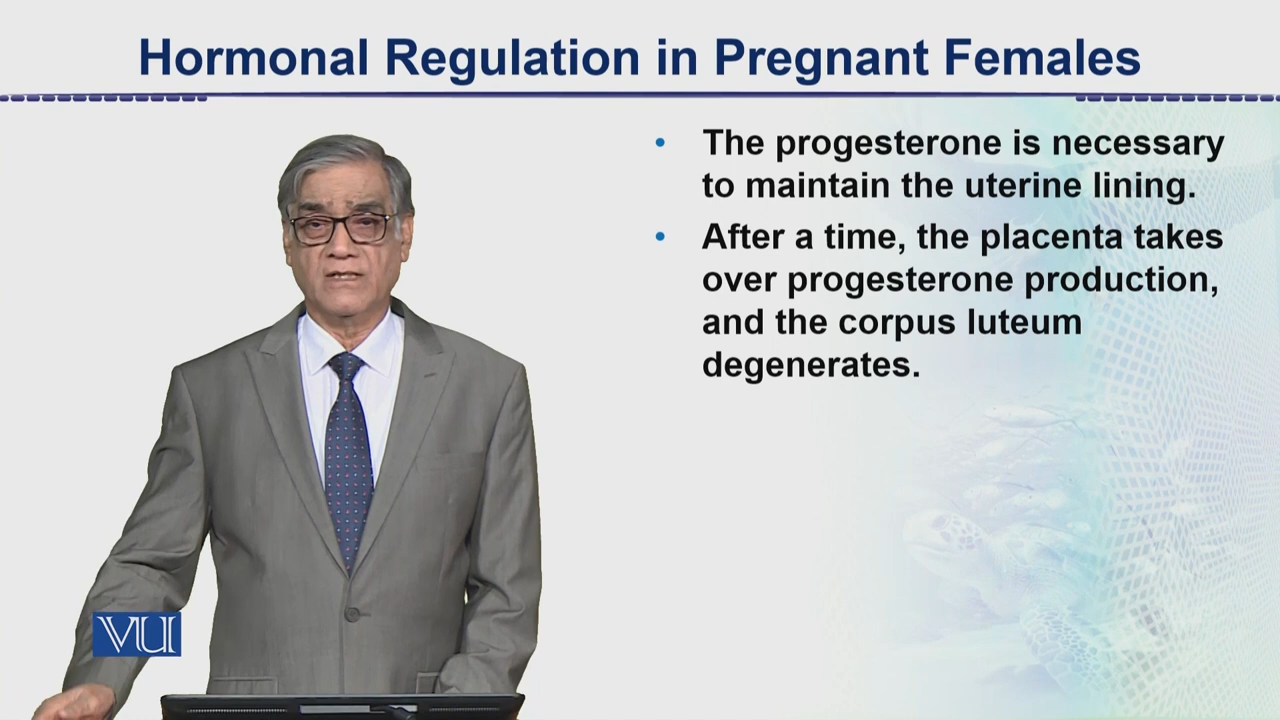 Hormonal Regulation in Pregnant Females
• The progesterone is necessary
to maintain the uterine lining.
• After a time, the placenta takes
over progesterone production,
and the corpus luteum
degenerates.
VU